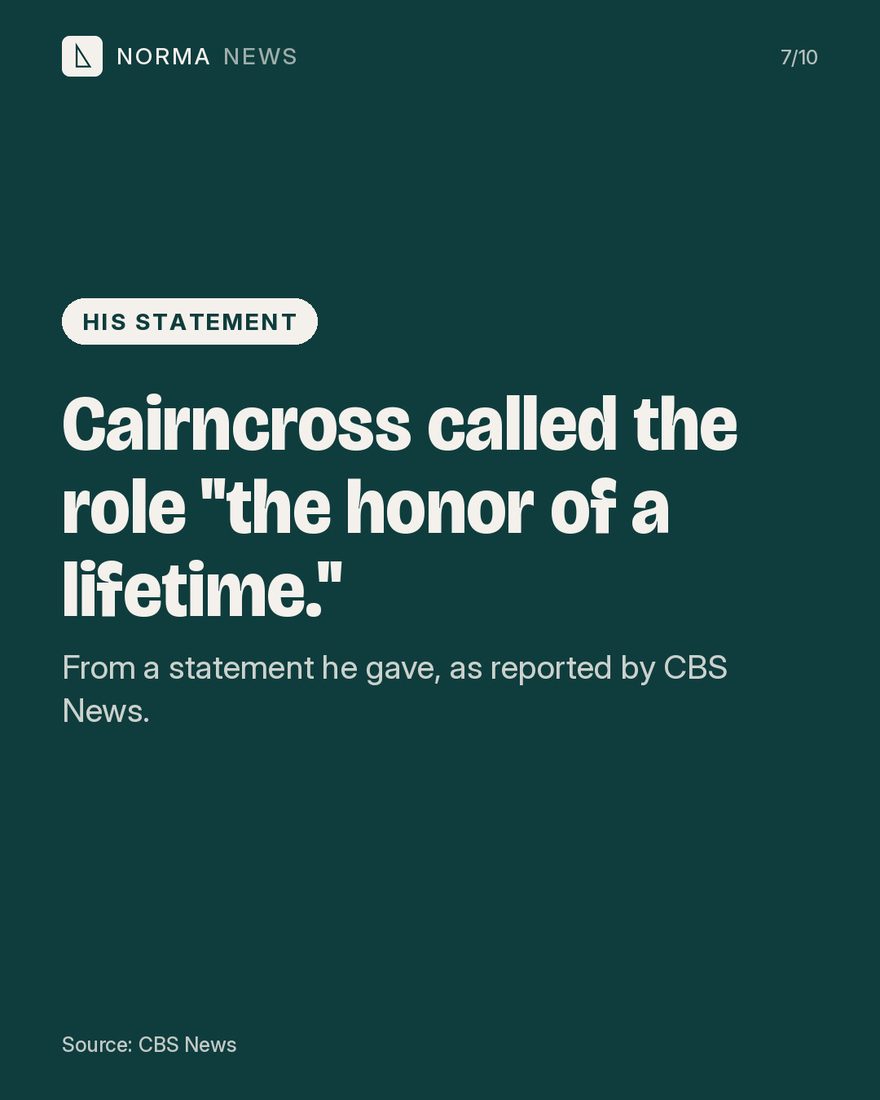 NORMA NEWS
7/10
HIS STATEMENT
Cairncross called the
role "the honor of a
lifetime."
From a statement he gave, as reported by CBS
News.
Source: CBS News